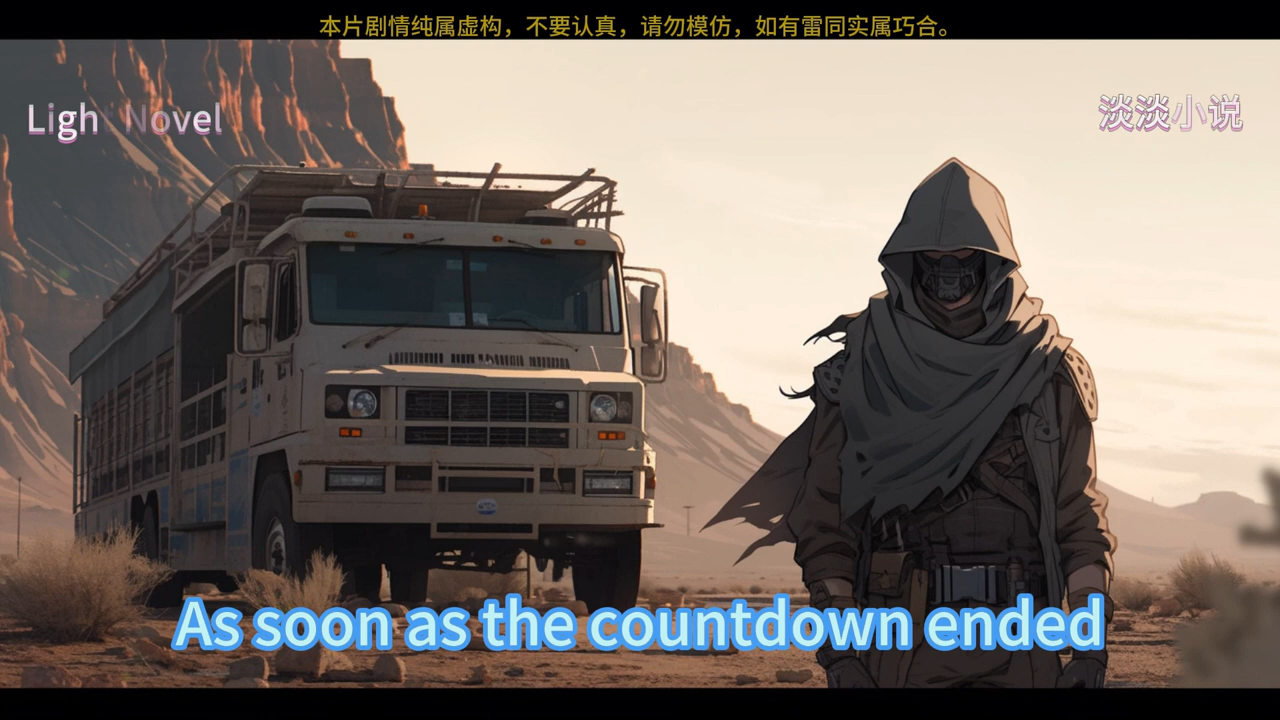 本片剧情纯属虚构，不要认真，请勿模仿，如有雷同实属巧合。
Light Novel
淡淡小说
As soon as the countdown ended